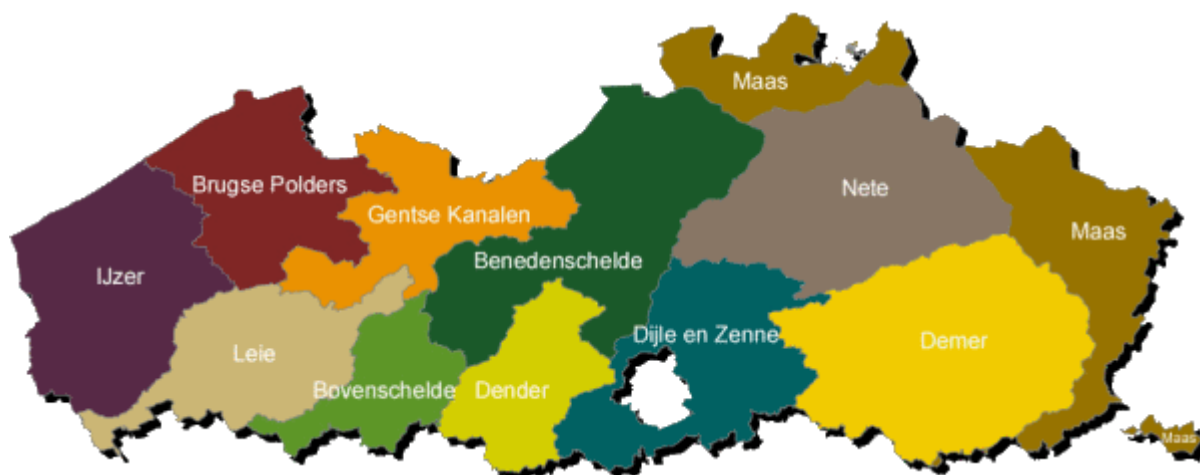 Maas
Brugse Polders
Nete
Gentse Kanalen
Maas
Benedenschelde
IJzer
Dijle en Zenne
Demer
Leie
Bovenschelde
Dender
Maas